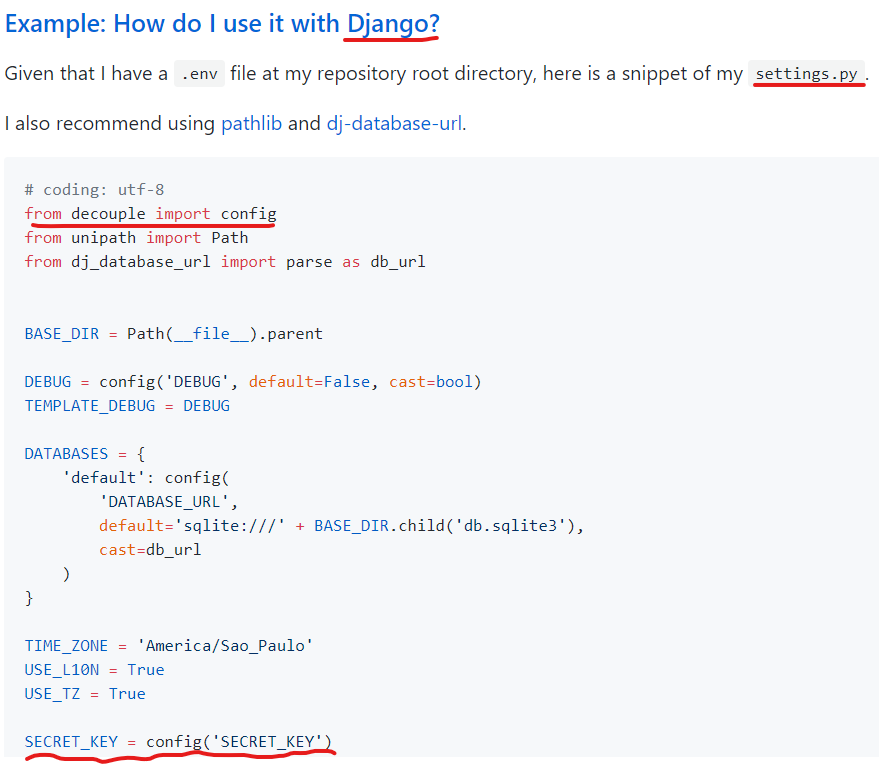 Example: How do I use it with Django?
Given that I have a .env file at my repository root directory, here is a snippet of my settings.py.
I also recommend using pathlib and dj-database-url.
# coding: utf-8
from decouple import config
from unipath import Path
from dj_database_url import parse as db_url
BASE_DIR = Path(__file__).parent
DEBUG = config('DEBUG', default=False, cast=bool)
TEMPLATE_DEBUG = DEBUG
DATABASES = {
    'default': config(
        'DATABASE_URL',
        default='sqlite:///' + BASE_DIR.child('db.sqlite3'),
        cast=db_url
    )
}
TIME_ZONE = 'America/Sao_Paulo'
USE_L10N = True
USE_TZ = True
SECRET_KEY = config('SECRET_KEY')